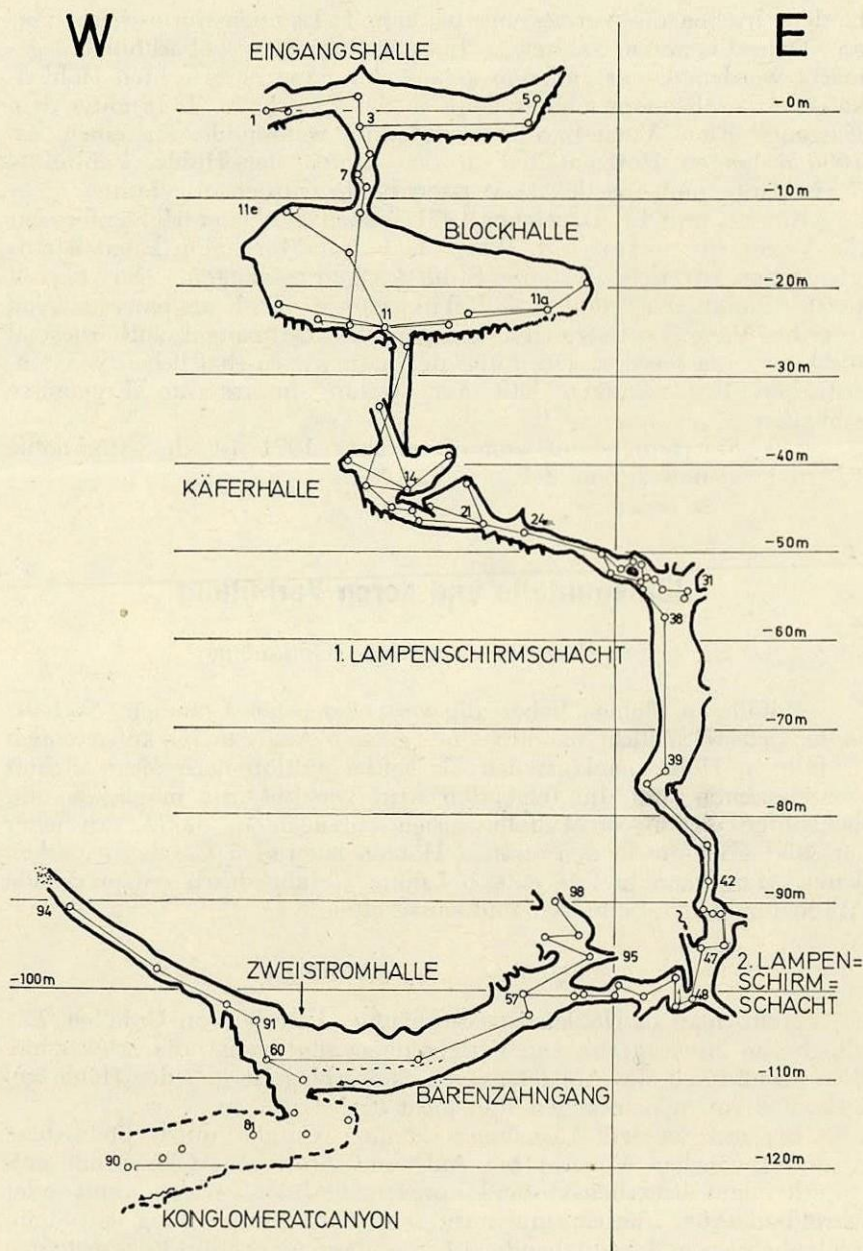 W E
EINGANGSHALLE
-0m
1 3 5
7
-10m
11e
BLOCKHALLE
-20m
11 11a
-30m
-40m
KÄFERHALLE
14
21 24
-50m
31
38
-60m
1. LAMPENSCHIRMSCHACHT
-70m
39
-80m
42
-90m
94
98
47
95
2. LAMPEN=
SCHIRM=
SCHACHT
-100m
ZWEISTROMHALLE
57
48
91
60
-110m
BÄRENZAHNGANG
81
90
-120m
KONGLOMERATCANYON